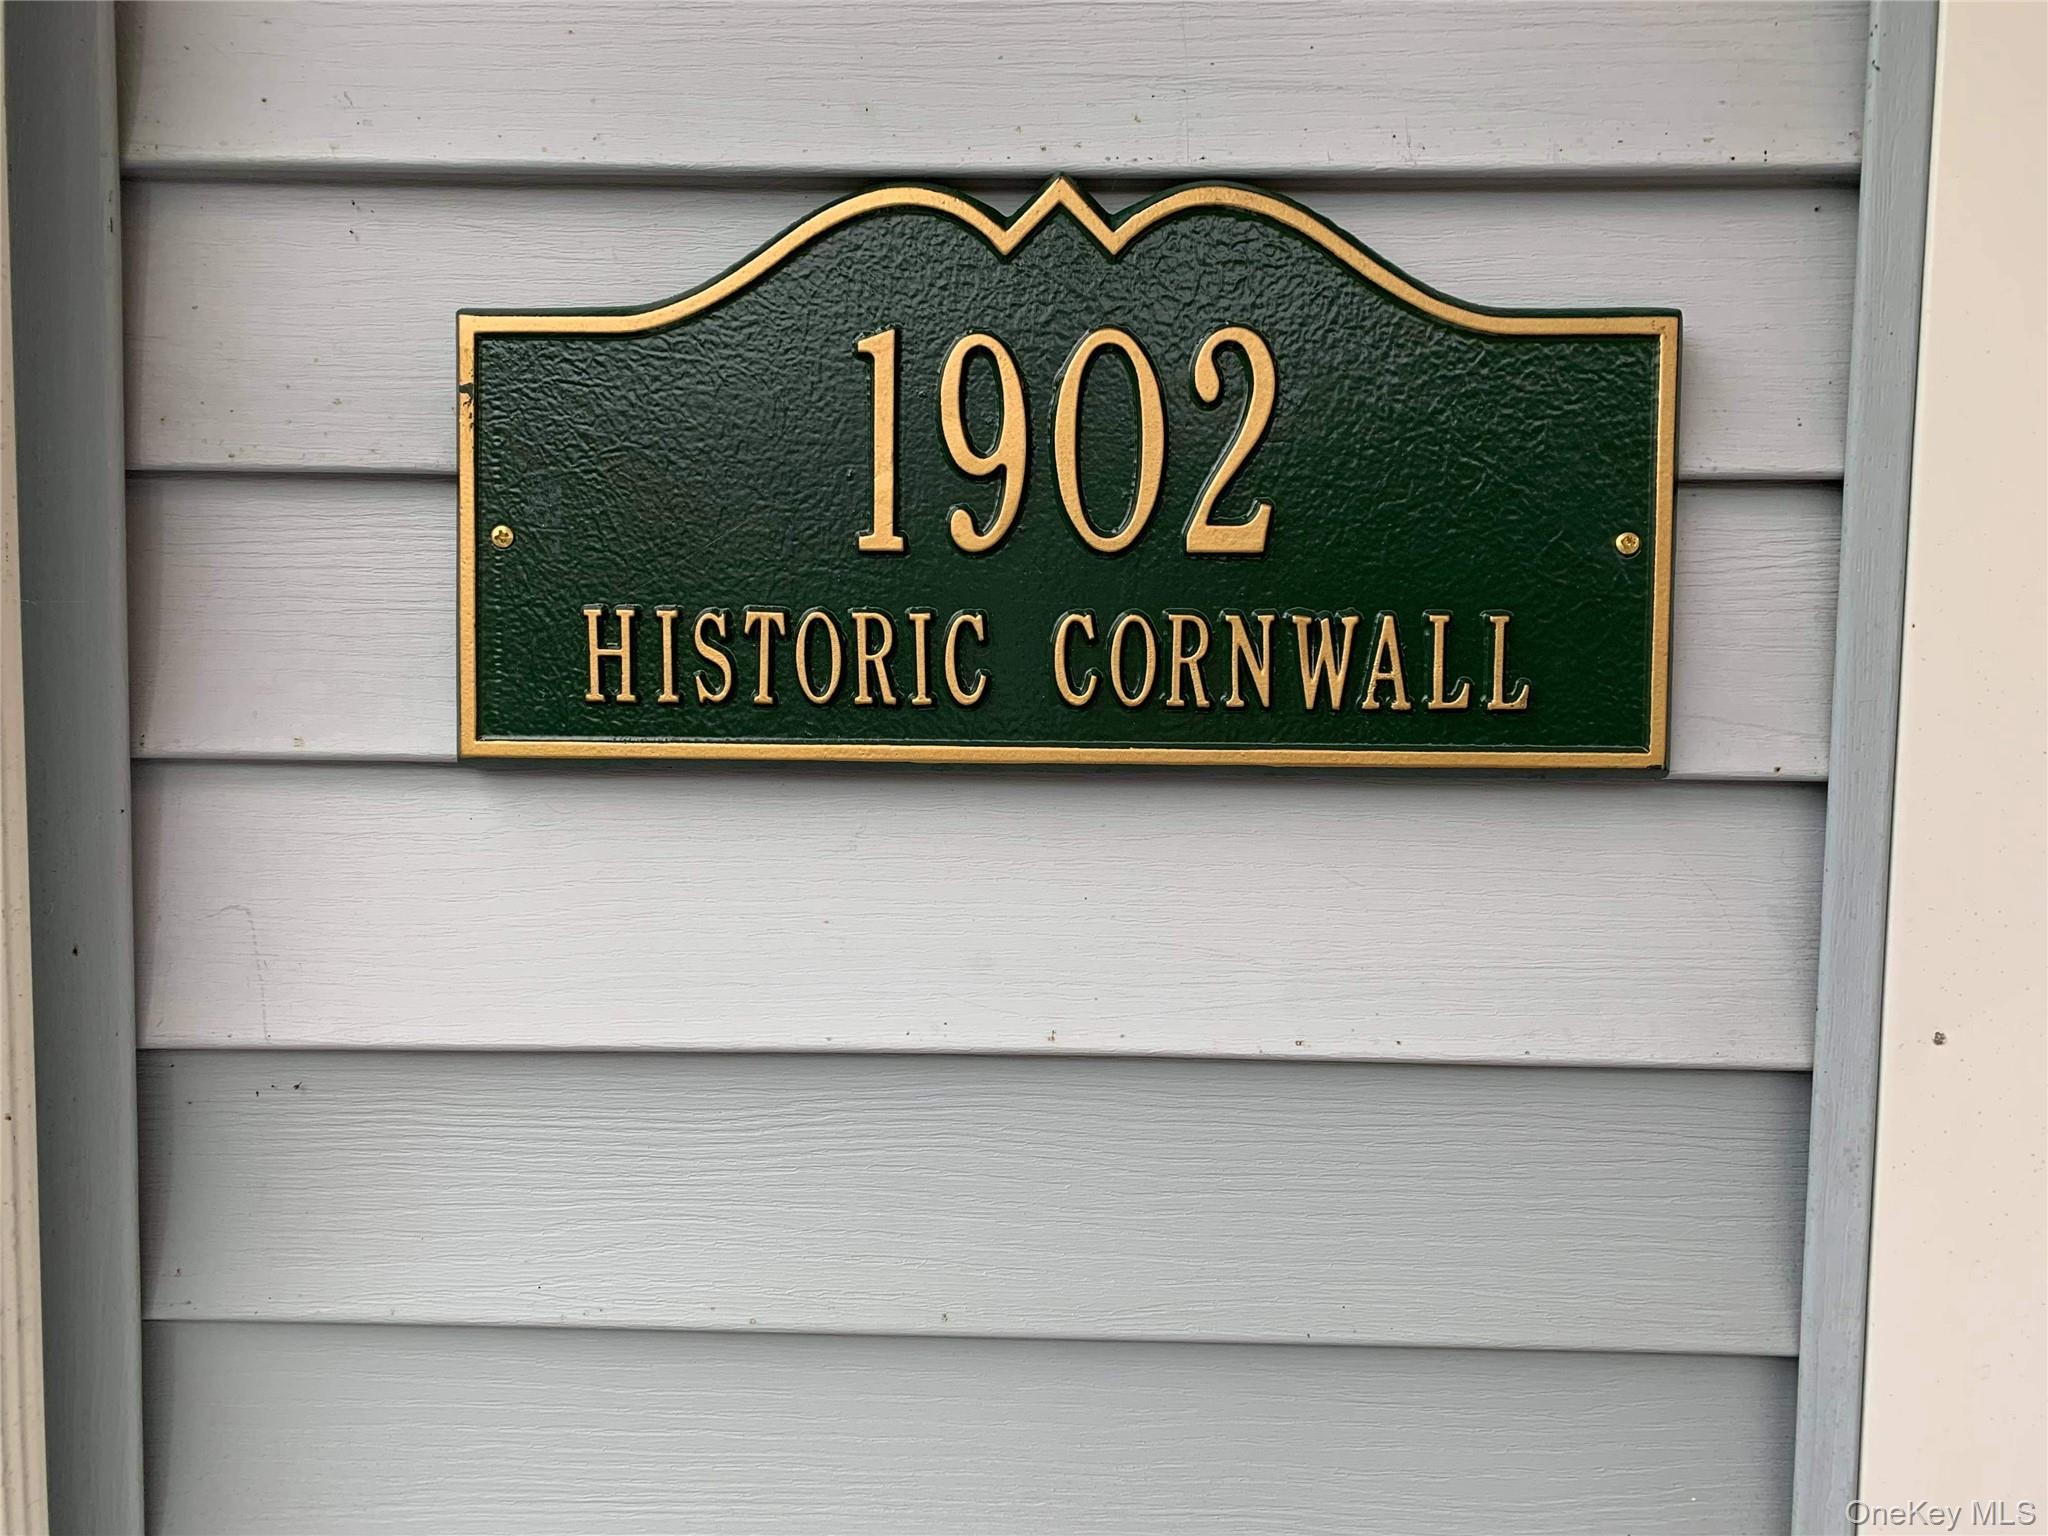 1902
HISTORIC CORNWALL
OneKey MLS